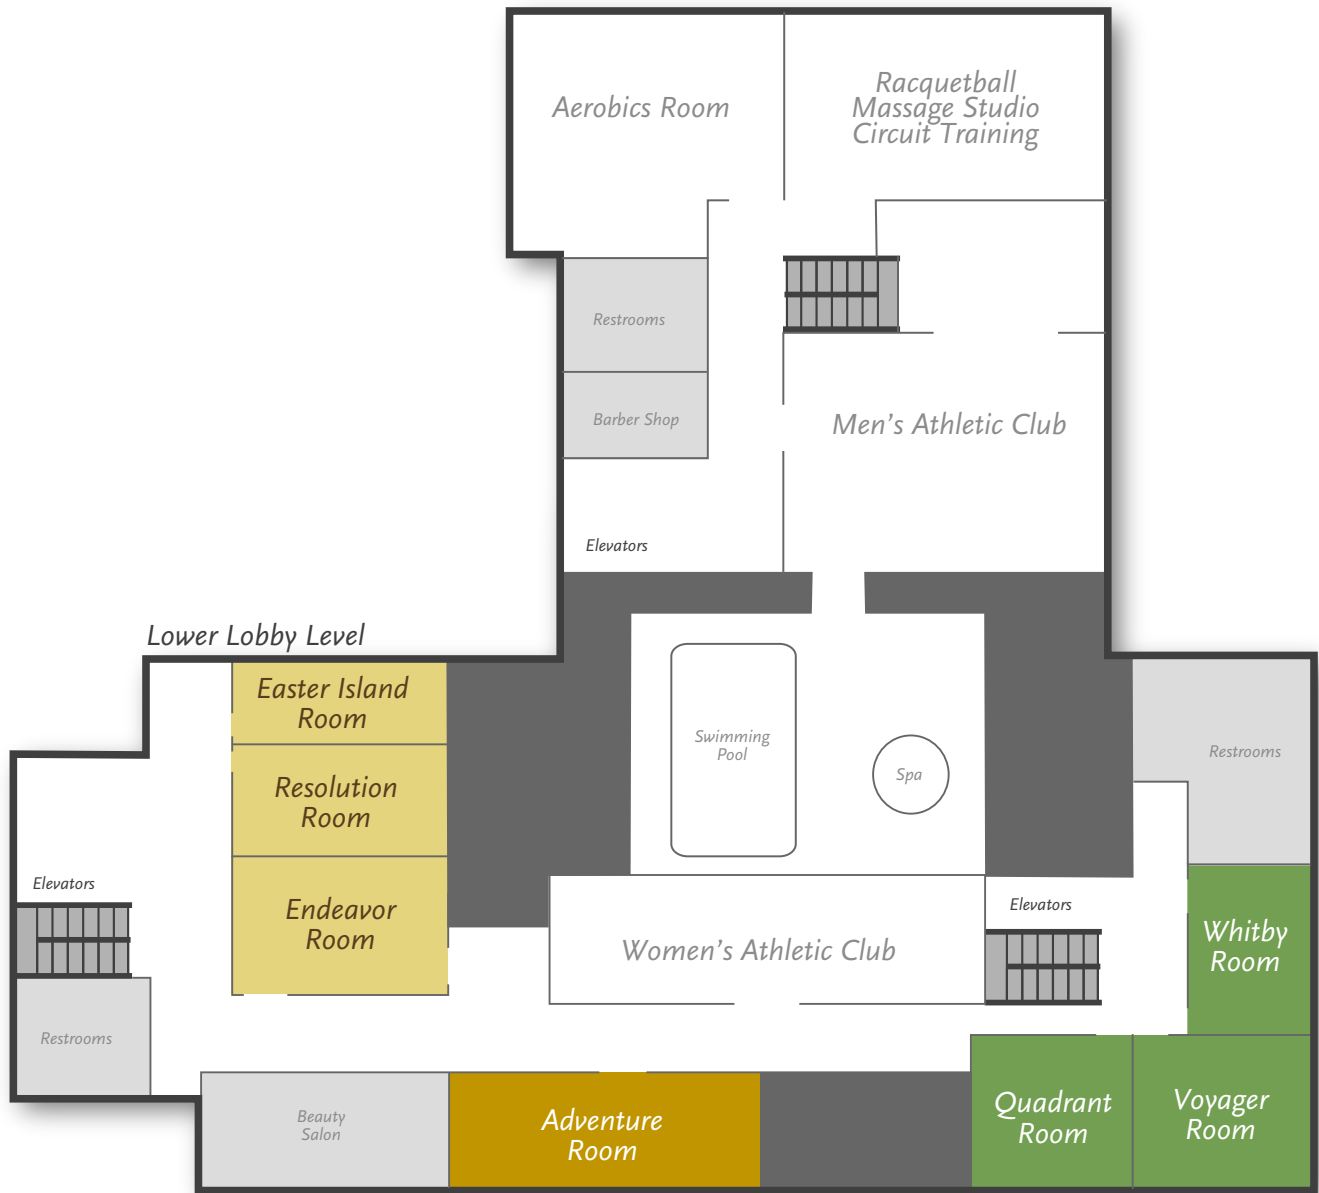 Aerobics Room
Racquetball
Massage Studio
Circuit Training
Restrooms
Barber Shop
Men’s Athletic Club
Elevators
Lower Lobby Level
Easter Island
Room
Resolution
Room
Endeavor
Room
Swimming
Pool
Spa
Restrooms
Elevators
Elevators
Women’s Athletic Club
Whitby
Room
Restrooms
Beauty
Salon
Adventure
Room
Quadrant
Room
Voyager
Room